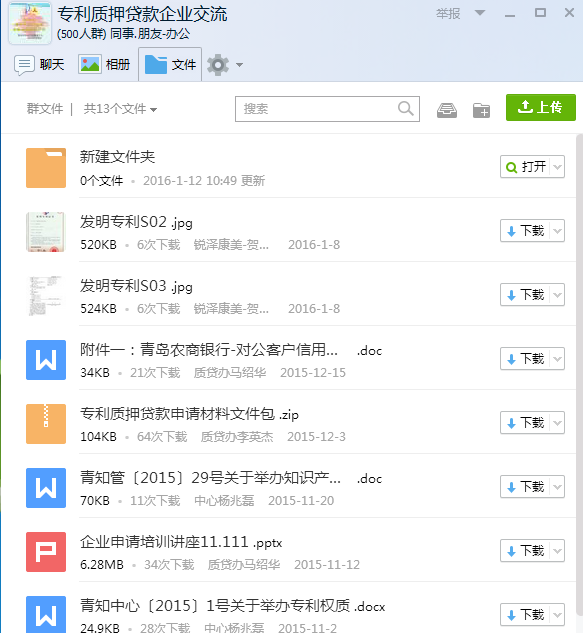 专利质押贷款企业交流
(500人群) 同事.朋友-办公
举报
聊天 相册 文件
群文件 | 共13个文件 搜索 上传
新建文件夹
0个文件 • 2016-1-12 10:49 更新 打开
发明专利S02 .jpg
520KB • 6次下载 锐泽康美-贺... 2016-1-8 下载
发明专利S03 .jpg
524KB • 6次下载 锐泽康美-贺... 2016-1-8 下载
附件一：青岛农商银行-对公客户信用... .doc
34KB • 21次下载 质贷办马绍华 2015-12-15 下载
专利质押贷款申请材料文件包 .zip
104KB • 64次下载 质贷办李英杰 2015-12-3 下载
青知管〔2015〕29号关于举办知识产... .doc
70KB • 11次下载 中心杨兆磊 2015-11-20 下载
企业申请培训讲座11.111 .pptx
6.28MB • 34次下载 质贷办马绍华 2015-11-12 下载
青知中心〔2015〕1号关于举办专利权质 .docx
24.9KB • 28次下载 中心杨兆磊 2015-11-2 下载